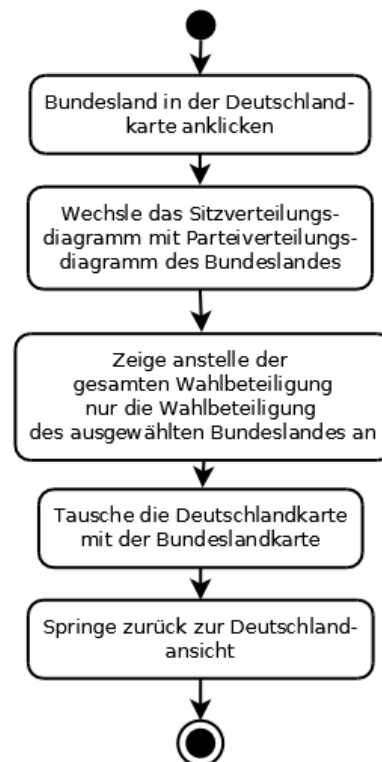 Bundesland in der Deutschland-
karte anklicken
Wechsle das Sitzverteilungs-
diagramm mit Parteiverteilungs-
diagramm des Bundeslandes
Zeige anstelle der
gesamten Wahlbeteiligung
nur die Wahlbeteiligung
des ausgewählten Bundeslandes an
Tausche die Deutschlandkarte
mit der Bundeslandkarte
Springe zurück zur Deutschland-
ansicht